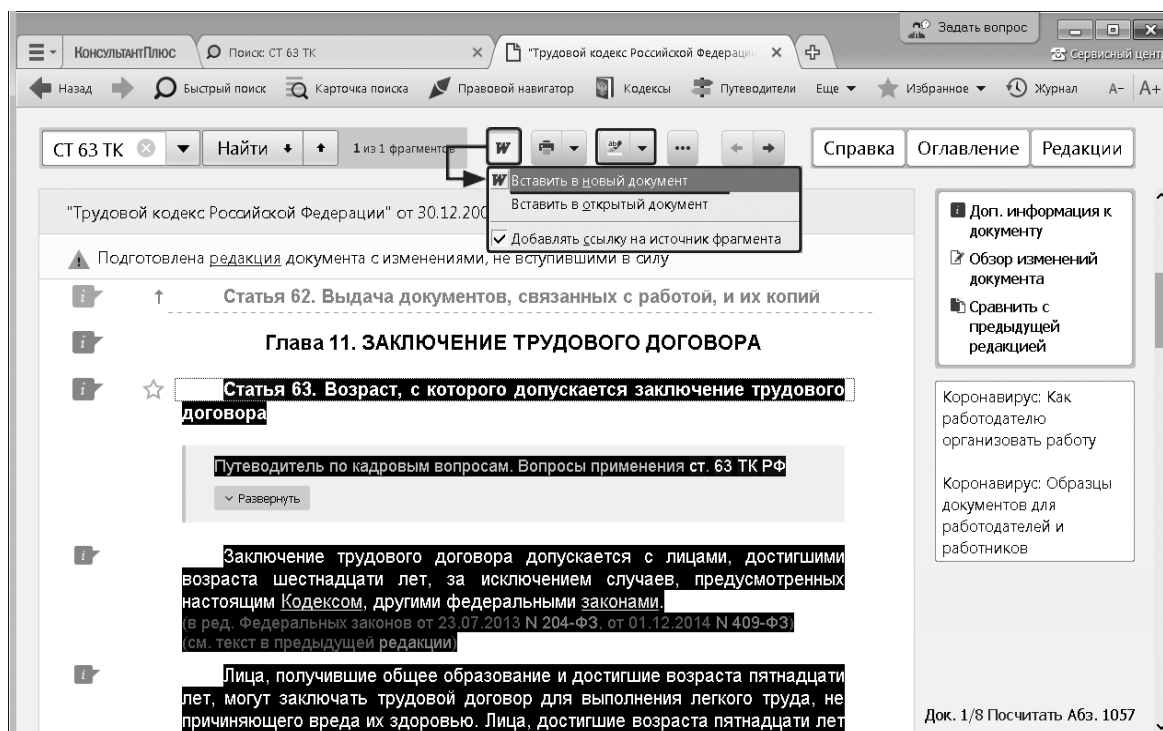 Задать вопрос
КонсультантПлюс
Поиск: СТ 63 ТК
"Трудовой кодекс Российской Федерации
Сервисный центр
Назад
Быстрый поиск
Карточка поиска
Правовой навигатор
Кодексы
Путеводители
Еще
Избранное
Журнал
А−
А+
СТ 63 ТК
Найти
1 из 1 фрагментов
W
Справка
Оглавление
Редакции
W Вставить в новый документ
Вставить в открытый документ
Добавлять ссылку на источник фрагмента
"Трудовой кодекс Российской Федерации" от 30.12.200
Подготовлена редакция документа с изменениями, не вступившими в силу
Статья 62. Выдача документов, связанных с работой, и их копий
Глава 11. ЗАКЛЮЧЕНИЕ ТРУДОВОГО ДОГОВОРА
Статья 63. Возраст, с которого допускается заключение трудового
договора
Путеводитель по кадровым вопросам. Вопросы применения ст. 63 ТК РФ
Развернуть
Заключение трудового договора допускается с лицами, достигшими
возраста шестнадцати лет, за исключением случаев, предусмотренных
настоящим Кодексом, другими федеральными законами.
(в ред. Федеральных законов от 23.07.2013 N 204-ФЗ, от 01.12.2014 N 409-ФЗ)
(см. текст в предыдущей редакции)
Лица, получившие общее образование и достигшие возраста пятнадцати
лет, могут заключать трудовой договор для выполнения легкого труда, не
причиняющего вреда их здоровью. Лица, достигшие возраста пятнадцати лет
Доп. информация к
документу
Обзор изменений
документа
Сравнить с
предыдущей
редакцией
Коронавирус: Как
работодателю
организовать работу
Коронавирус: Образцы
документов для
работодателей и
работников
Док. 1/8 Посчитать Абз. 1057